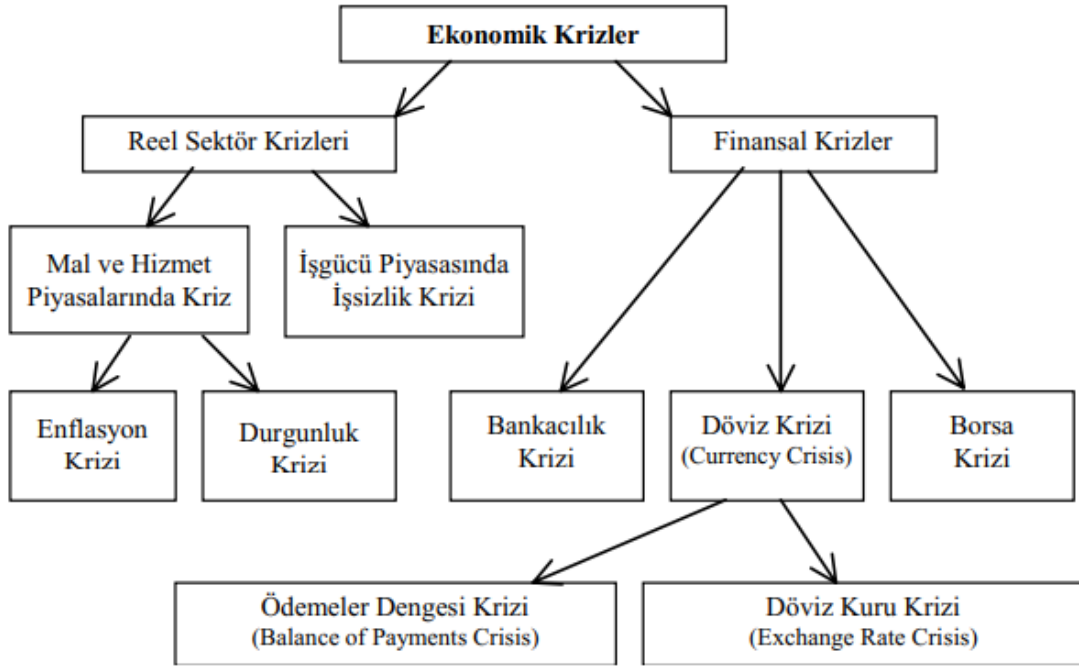 Ekonomik Krizler
Reel Sektör Krizleri
Finansal Krizler
Mal ve Hizmet
Piyasalarında Kriz
İşgücü Piyasasında
İşsizlik Krizi
Enflasyon
Krizi
Durgunluk
Krizi
Bankacılık
Krizi
Döviz Krizi
(Currency Crisis)
Borsa
Krizi
Ödemeler Dengesi Krizi
(Balance of Payments Crisis)
Döviz Kuru Krizi
(Exchange Rate Crisis)